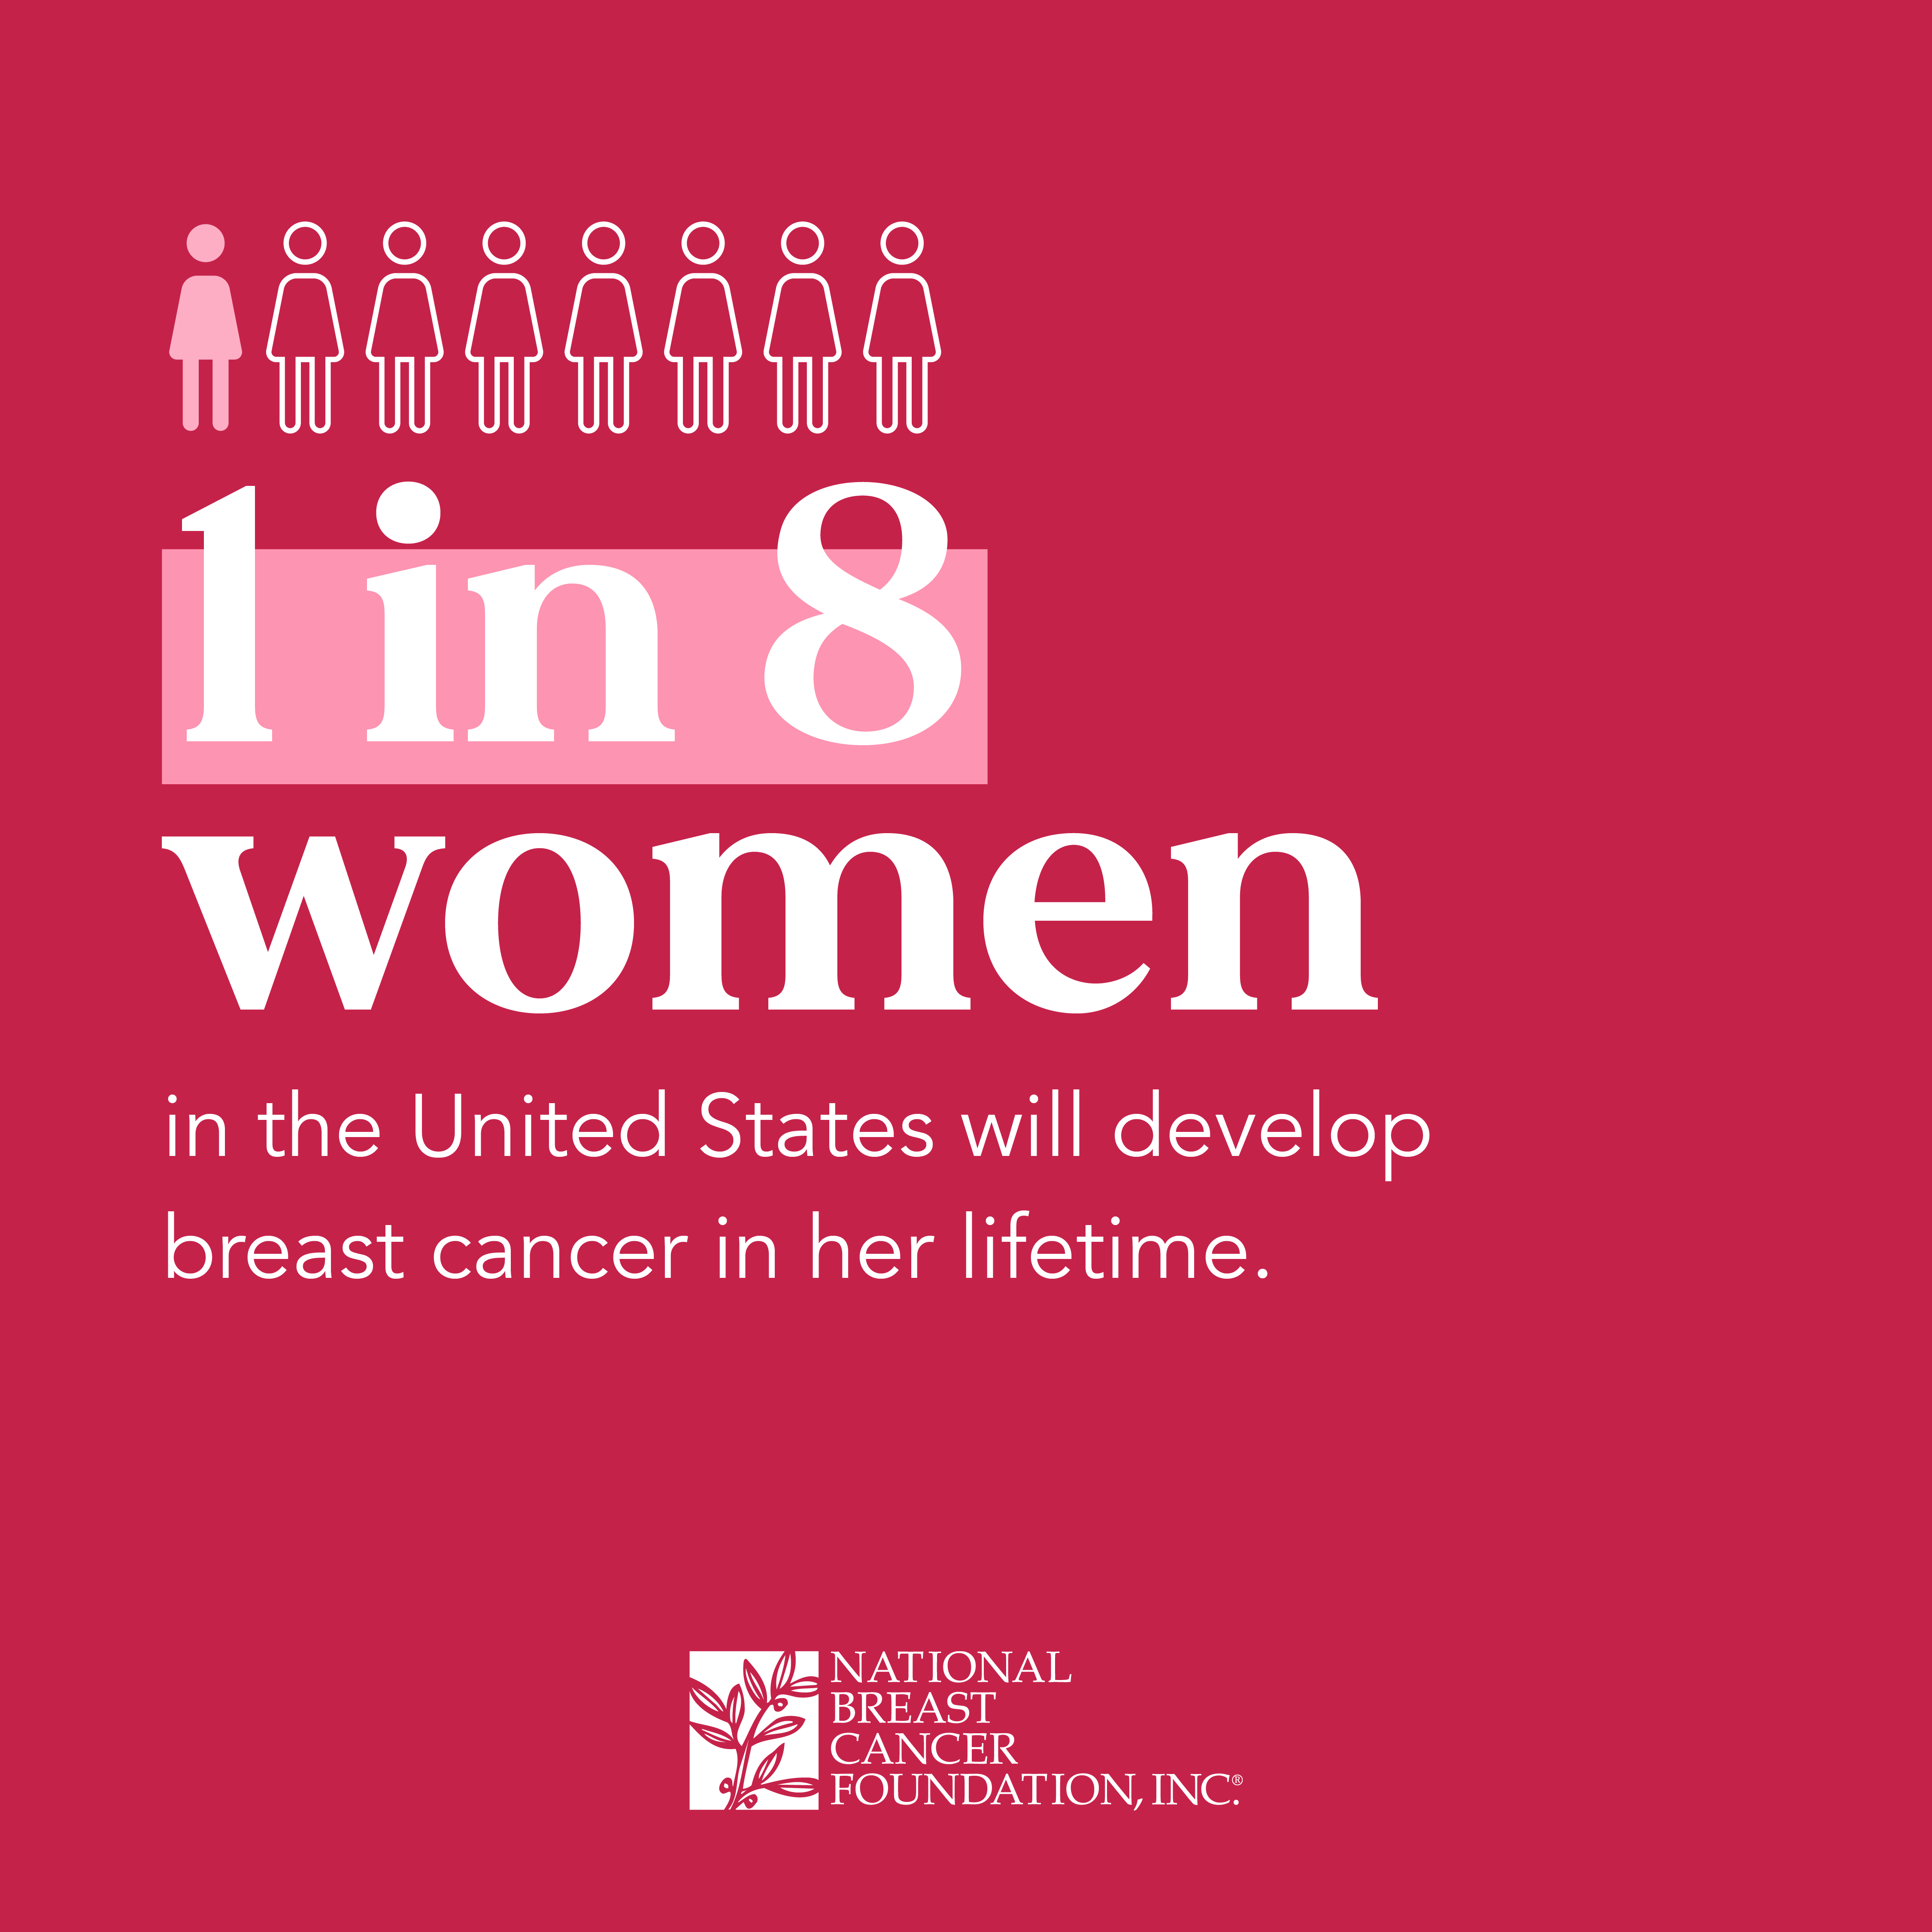 1 in 8
women
in the United States will develop
breast cancer in her lifetime.
NATIONAL
BREAST
CANCER
FOUNDATION, INC.®